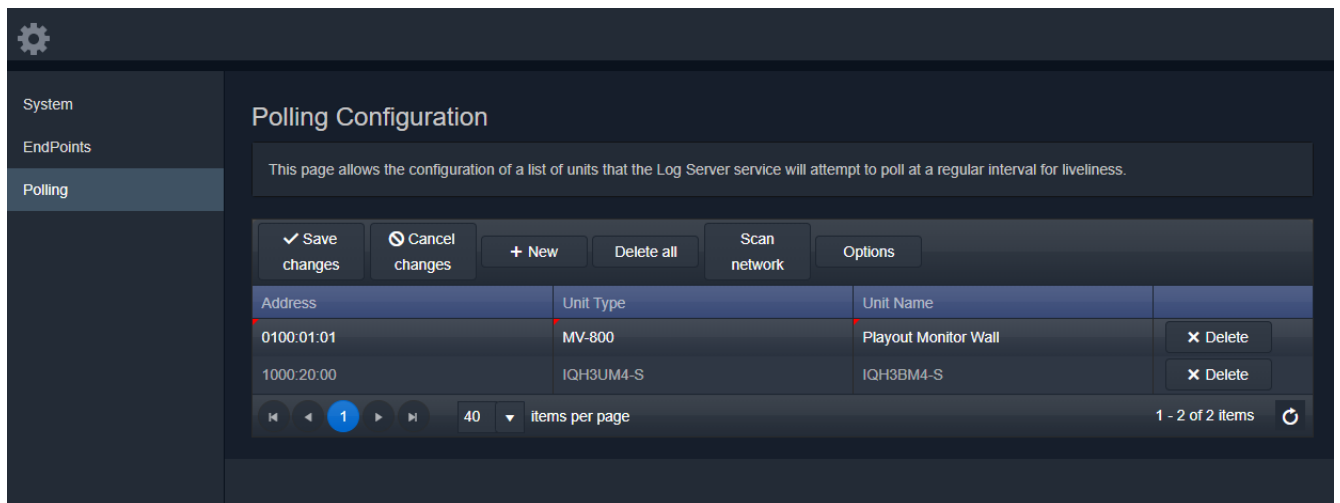 System
EndPoints
Polling
Polling Configuration
This page allows the configuration of a list of units that the Log Server service will attempt to poll at a regular interval for liveliness.
Save changes
Cancel changes
+ New
Delete all
Scan network
Options
Address Unit Type Unit Name
0100:01:01 MV-800 Playout Monitor Wall × Delete
1000:20:00 IQH3UM4-S IQH3BM4-S × Delete
1 40 items per page 1 - 2 of 2 items